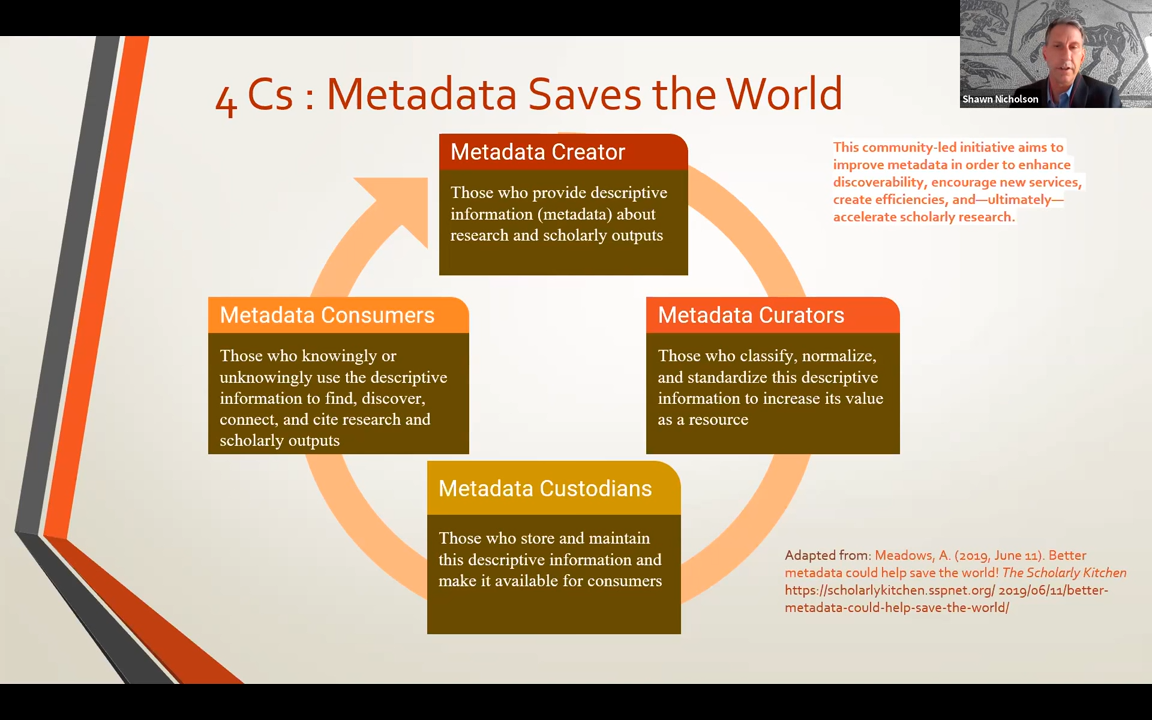 4 Cs : Metadata Saves the World
Shawn Nicholson
This community-led initiative aims to
improve metadata in order to enhance
discoverability, encourage new services,
create efficiencies, and—ultimately—
accelerate scholarly research.
Metadata Creator
Those who provide descriptive
information (metadata) about
research and scholarly outputs
Metadata Curators
Those who classify, normalize,
and standardize this descriptive
information to increase its value
as a resource
Metadata Custodians
Those who store and maintain
this descriptive information and
make it available for consumers
Metadata Consumers
Those who knowingly or
unknowingly use the descriptive
information to find, discover,
connect, and cite research and
scholarly outputs
Adapted from: Meadows, A. (2019, June 11). Better
metadata could help save the world! The Scholarly Kitchen
https://scholarlykitchen.sspnet.org/ 2019/06/11/better-
metadata-could-help-save-the-world/